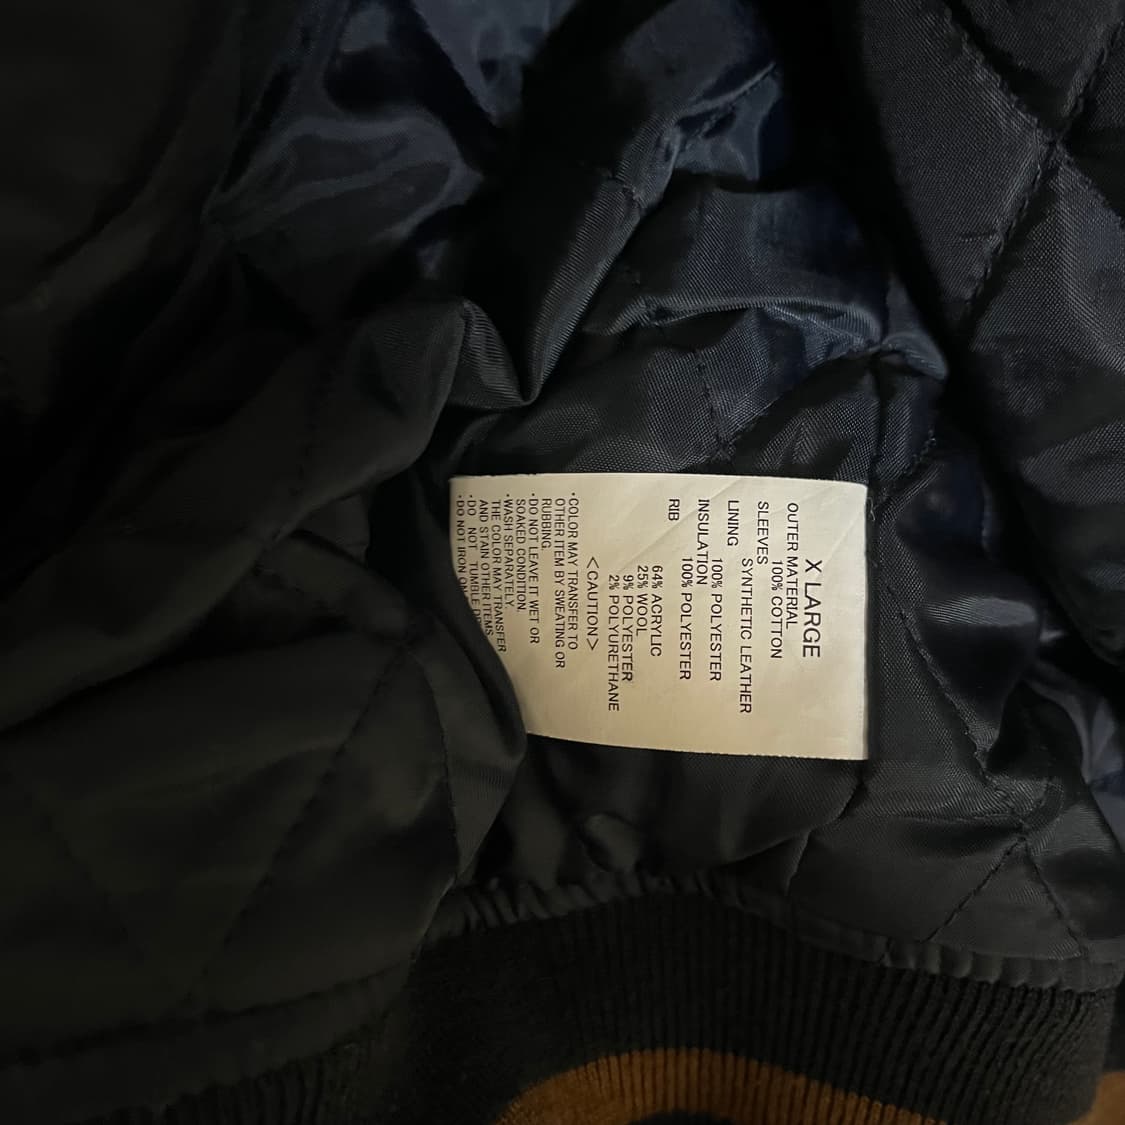 X LARGE
OUTER MATERIAL
100% COTTON
SLEEVES
SYNTHETIC LEATHER
LINING
100% POLYESTER
INSULATION
100% POLYESTER
RIB
64% ACRYLIC
25% WOOL
9% POLYESTER
2% POLYURETHANE
<CAUTION>
·COLOR MAY TRANSFER TO
OTHER ITEM BY SWEATING OR
RUBBING.
·DO NOT LEAVE IT WET OR
SOAKED CONDITION.
·WASH SEPARATELY.
THE COLOR MAY TRANSFER
AND STAIN OTHER ITEMS.
·DO NOT TUMBLE
·DO NOT IRON